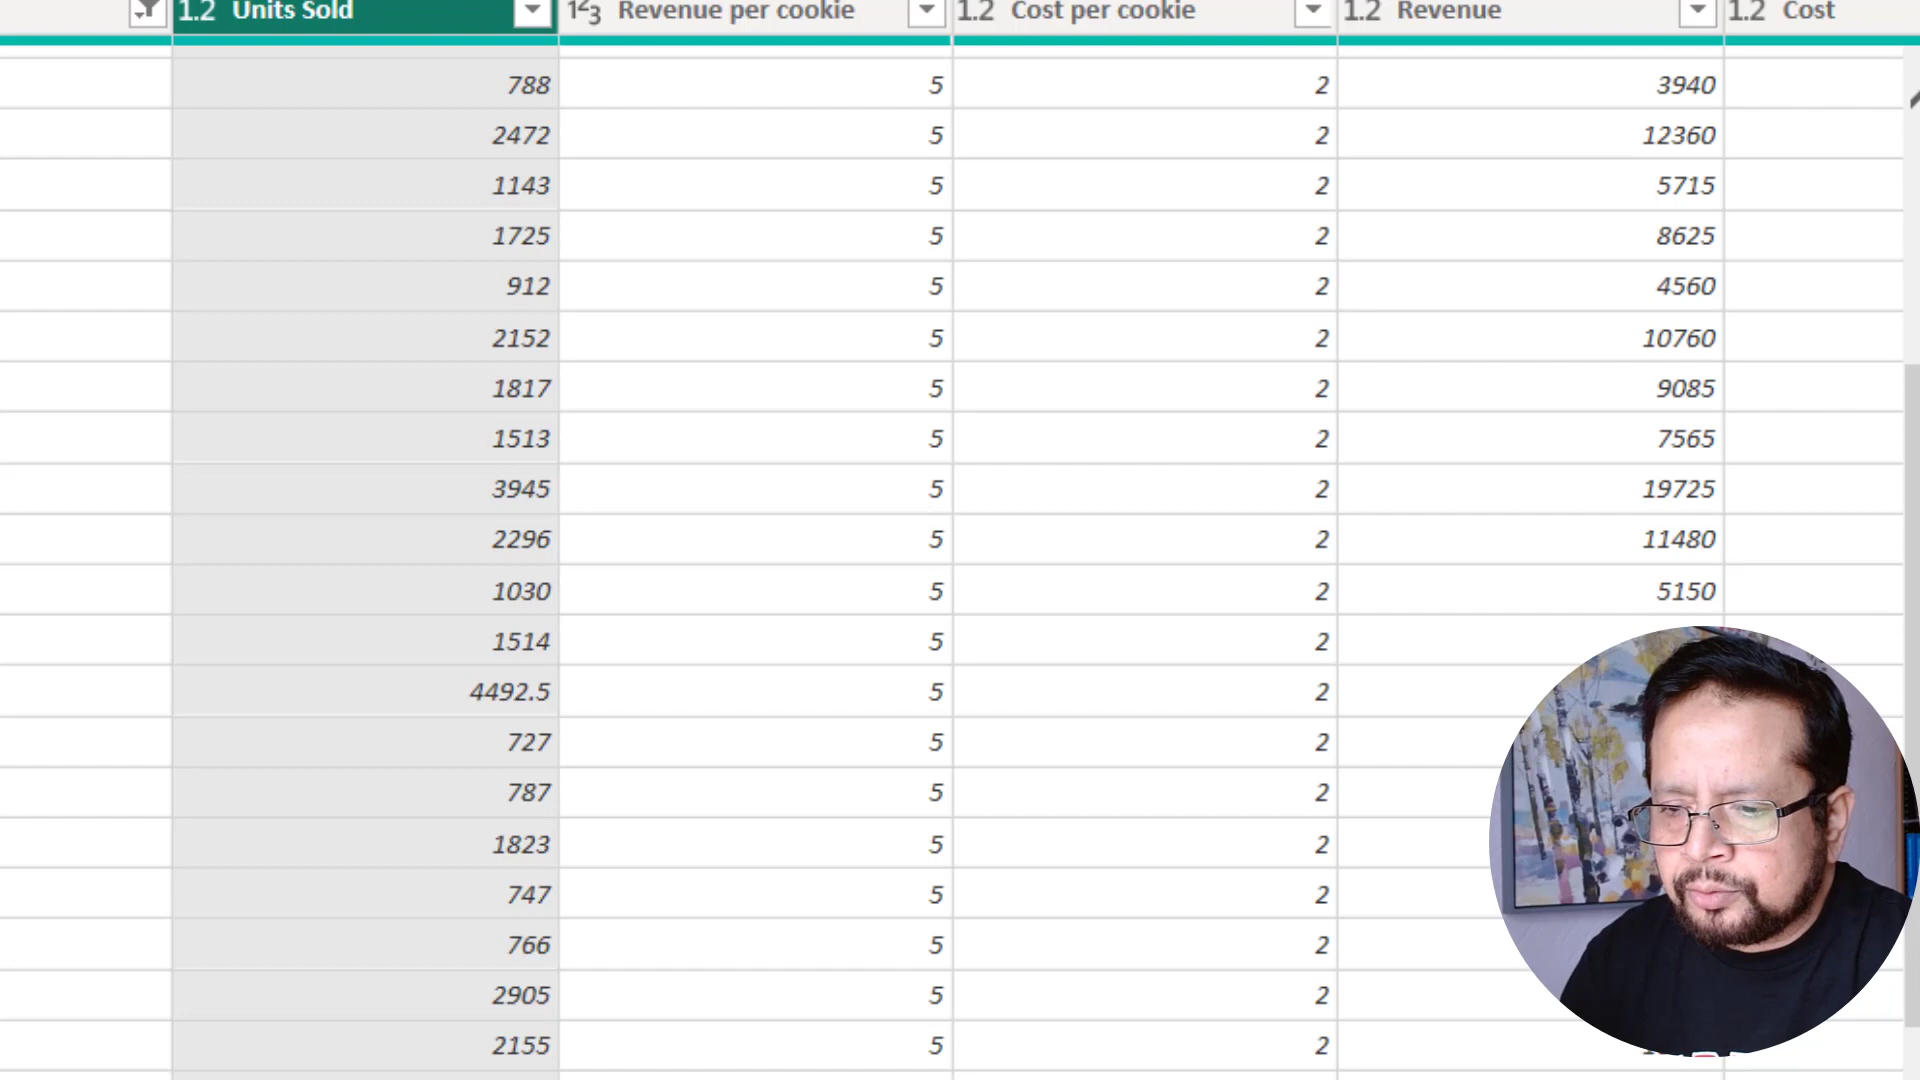 1.2 Units Sold 123 Revenue per cookie 1.2 Cost per cookie 1.2 Revenue 1.2 Cost
788 5 2 3940
2472 5 2 12360
1143 5 2 5715
1725 5 2 8625
912 5 2 4560
2152 5 2 10760
1817 5 2 9085
1513 5 2 7565
3945 5 2 19725
2296 5 2 11480
1030 5 2 5150
1514 5 2
4492.5 5 2
727 5 2
787 5 2
1823 5 2
747 5 2
766 5 2
2905 5 2
2155 5 2